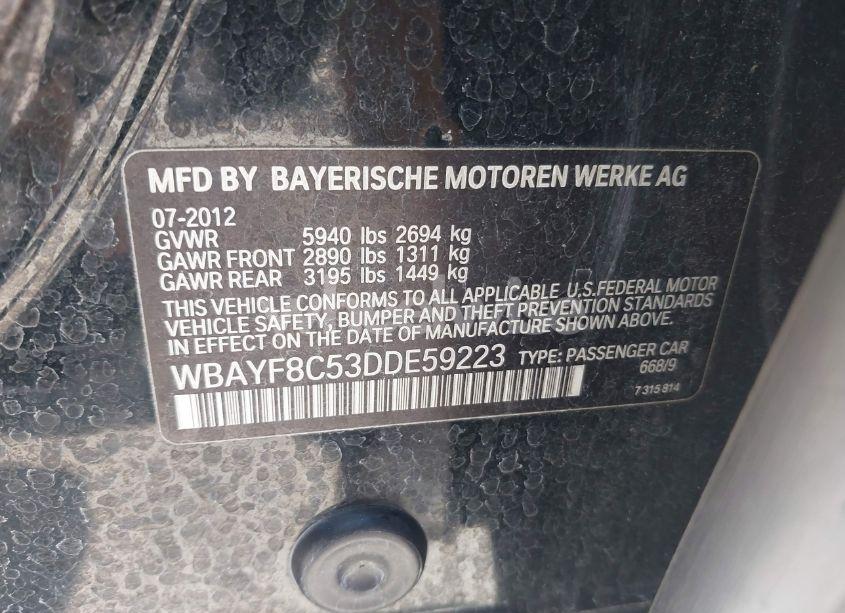 MFD BY BAYERISCHE MOTOREN WERKE AG
07-2012
GVWR 5940 lbs 2694 kg
GAWR FRONT 2890 lbs 1311 kg
GAWR REAR 3195 lbs 1449 kg
THIS VEHICLE CONFORMS TO ALL APPLICABLE U.S.FEDERAL MOTOR
VEHICLE SAFETY, BUMPER AND THEFT PREVENTION STANDARDS
IN EFFECT ON THE DATE OF MANUFACTURE SHOWN ABOVE.
WBAYF8C53DDE59223 TYPE: PASSENGER CAR
668/9
7 315 814